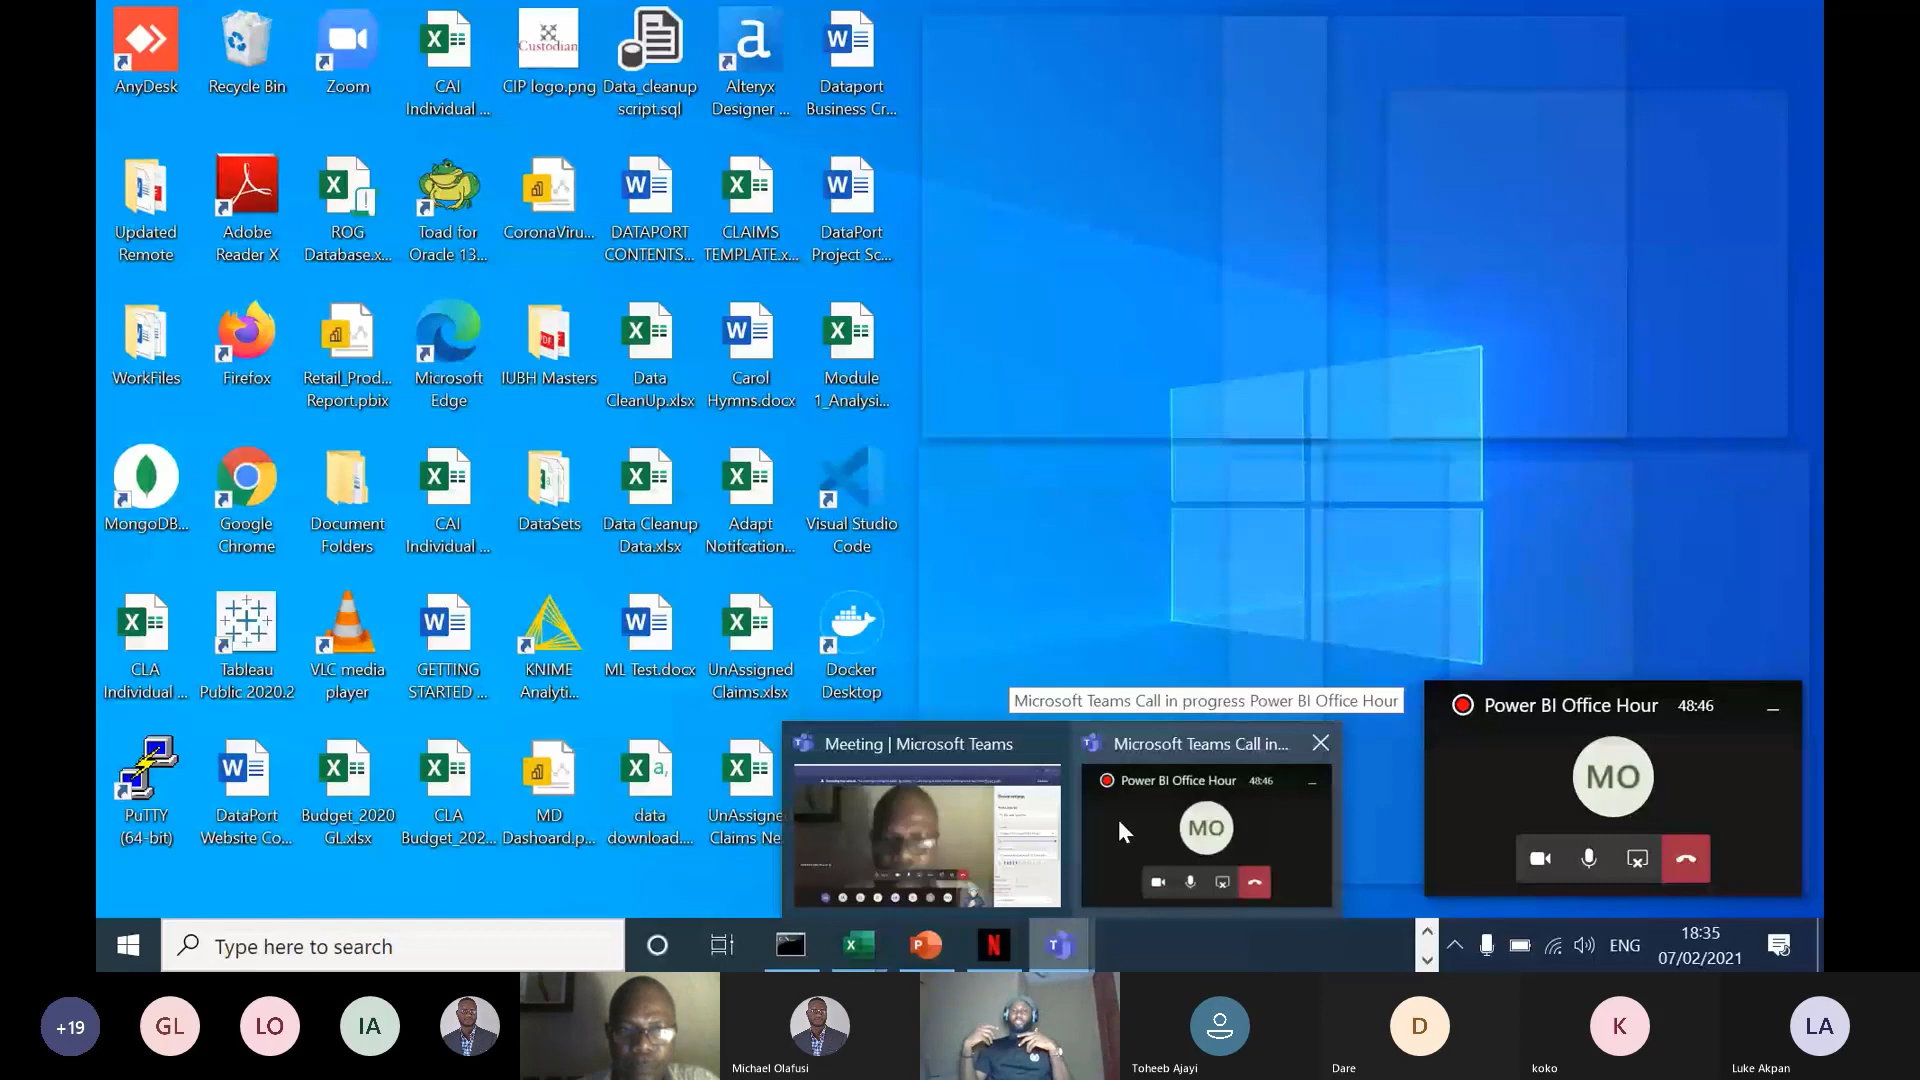 AnyDesk
Recycle Bin
Zoom
CAI
Individual ...
Custodian
CIP logo.png
Data_cleanup
script.sql
a
Alteryx
Designer ...
Dataport
Business Cr...
Updated
Remote
Adobe
Reader X
ROG
Database.x...
Toad for
Oracle 13...
CoronaViru...
DATAPORT
CONTENTS...
CLAIMS
TEMPLATE.x...
DataPort
Project Sc...
WorkFiles
Firefox
Retail_Prod...
Report.pbix
Microsoft
Edge
PDF
IUBH Masters
Data
CleanUp.xlsx
Carol
Hymns.docx
Module
1_Analysi...
MongoDB...
Google
Chrome
Document
Folders
CAI
Individual ...
DataSets
Data Cleanup
Data.xlsx
Adapt
Notifcation...
Visual Studio
Code
CLA
Individual ...
Tableau
Public 2020.2
VLC media
player
GETTING
STARTED ...
KNIME
Analyti...
ML Test.docx
UnAssigned
Claims.xlsx
Docker
Desktop
PuTTY
(64-bit)
DataPort
Website Co...
Budget_2020
GL.xlsx
CLA
Budget_202...
MD
Dashoard.p...
data
download....
UnAssigned
Claims Ne
Microsoft Teams Call in progress Power BI Office Hour
Meeting | Microsoft Teams
Microsoft Teams Call in...
Power BI Office Hour 48:46
MO
Power BI Office Hour 48:46
MO
Type here to search
ENG
18:35
07/02/2021
+19
GL
LO
IA
Michael Olafusi
Toheeb Ajayi
D
Dare
K
koko
LA
Luke Akpan